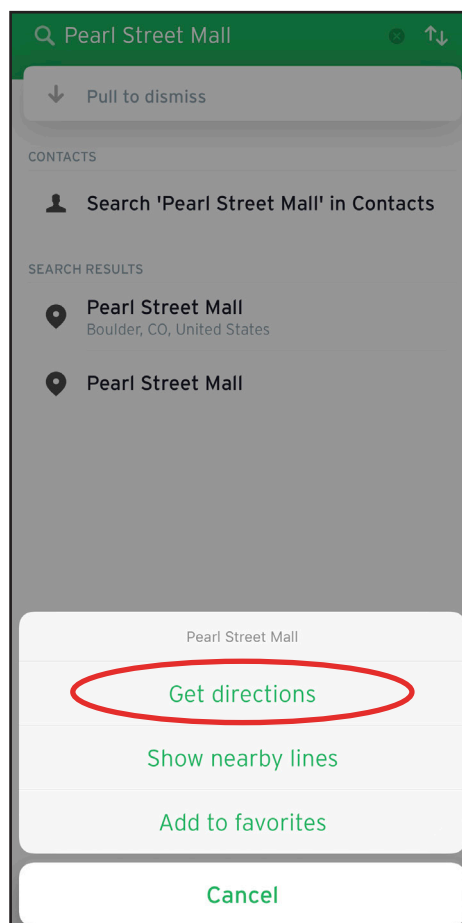 Pearl Street Mall
Pull to dismiss
CONTACTS
Search 'Pearl Street Mall' in Contacts
SEARCH RESULTS
Pearl Street Mall
Boulder, CO, United States
Pearl Street Mall
Pearl Street Mall
Get directions
Show nearby lines
Add to favorites
Cancel